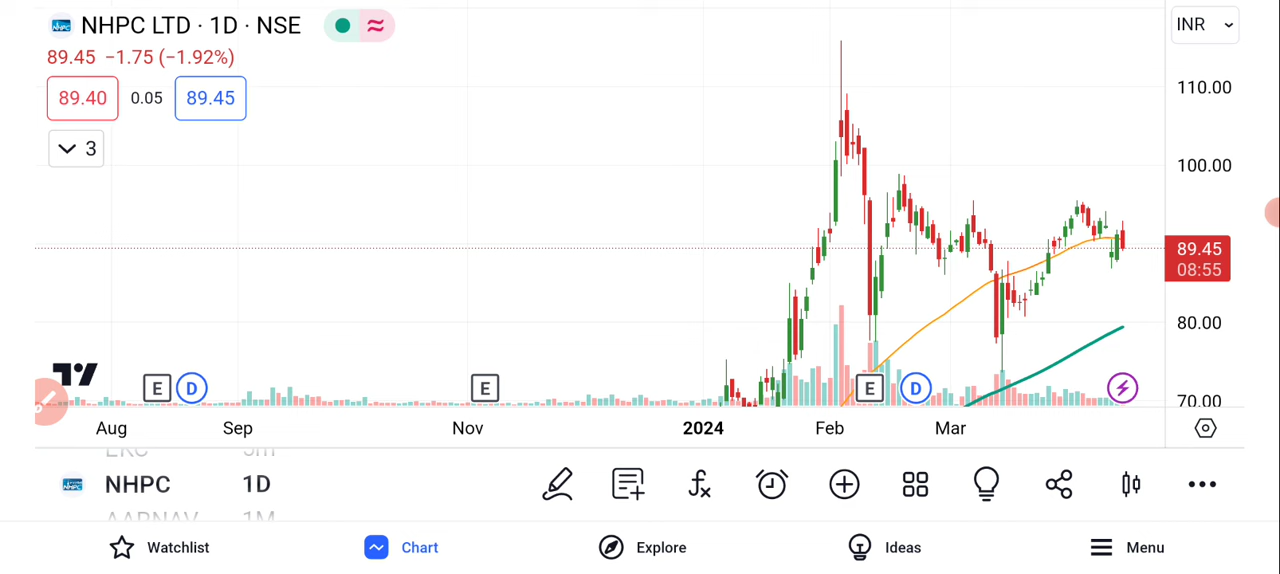 NHPC LTD · 1D · NSE
INR
89.45 −1.75 (−1.92%)
89.40 0.05 89.45
3
110.00
100.00
89.45
08:55
80.00
70.00
E D E E D
Aug Sep Nov 2024 Feb Mar
NHPC 1D
Watchlist Chart Explore Ideas Menu